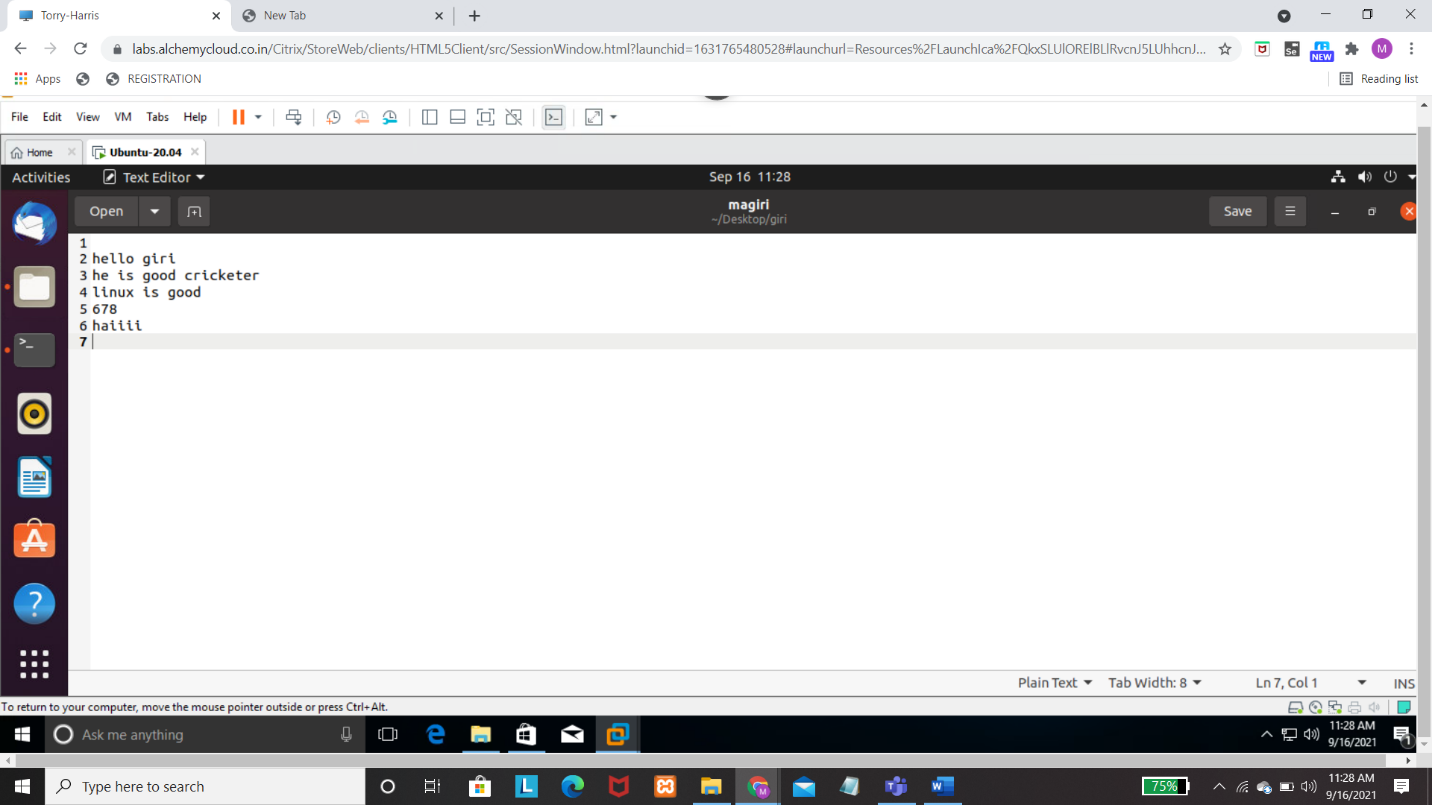 Torry-Harris
New Tab
labs.alchemycloud.co.in/Citrix/StoreWeb/clients/HTML5Client/src/SessionWindow.html?launchid=1631765480528#launchurl=Resources%2FLaunchIca%2FQkxSLUlORElBLlRvcnJ5LUhhcnJ...
Apps
REGISTRATION
Reading list
NEW
M
File Edit View VM Tabs Help
Home
Ubuntu-20.04
Activities
Text Editor
Sep 16 11:28
Open
magiri
~/Desktop/giri
Save
1
2 hello giri
3 he is good cricketer
4 linux is good
5 678
6 haiiii
7
Plain Text
Tab Width: 8
Ln 7, Col 1
INS
To return to your computer, move the mouse pointer outside or press Ctrl+Alt.
Ask me anything
11:28 AM
9/16/2021
1
Type here to search
75%
11:28 AM
9/16/2021